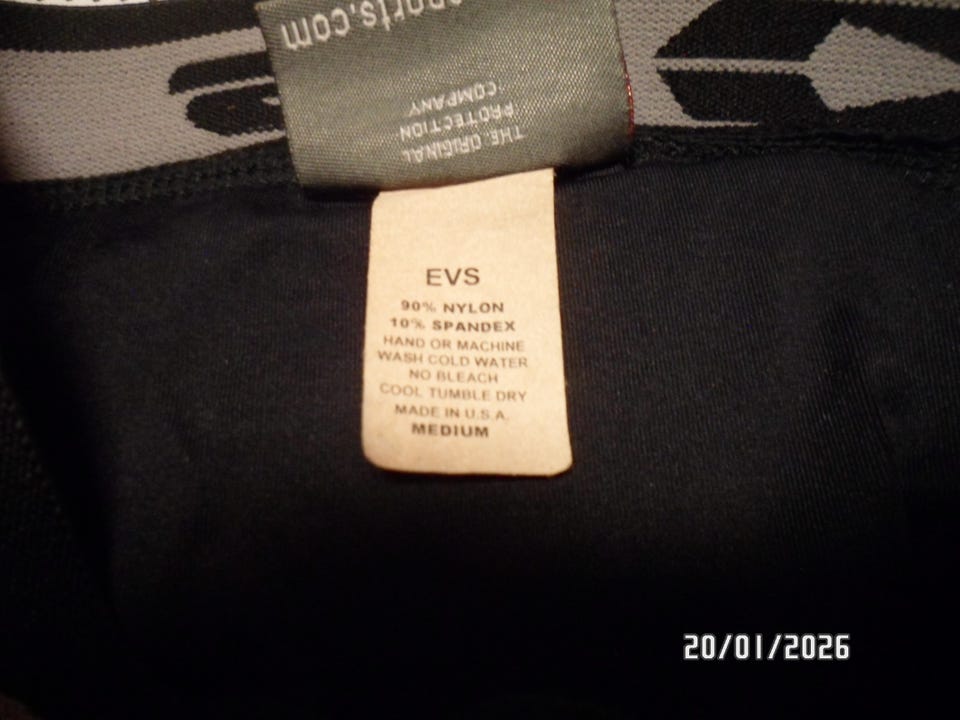 sports.com
THE ORIGINAL
PROTECTION
COMPANY
EVS
90% NYLON
10% SPANDEX
HAND OR MACHINE
WASH COLD WATER
NO BLEACH
COOL TUMBLE DRY
MADE IN U.S.A.
MEDIUM
20/01/2026